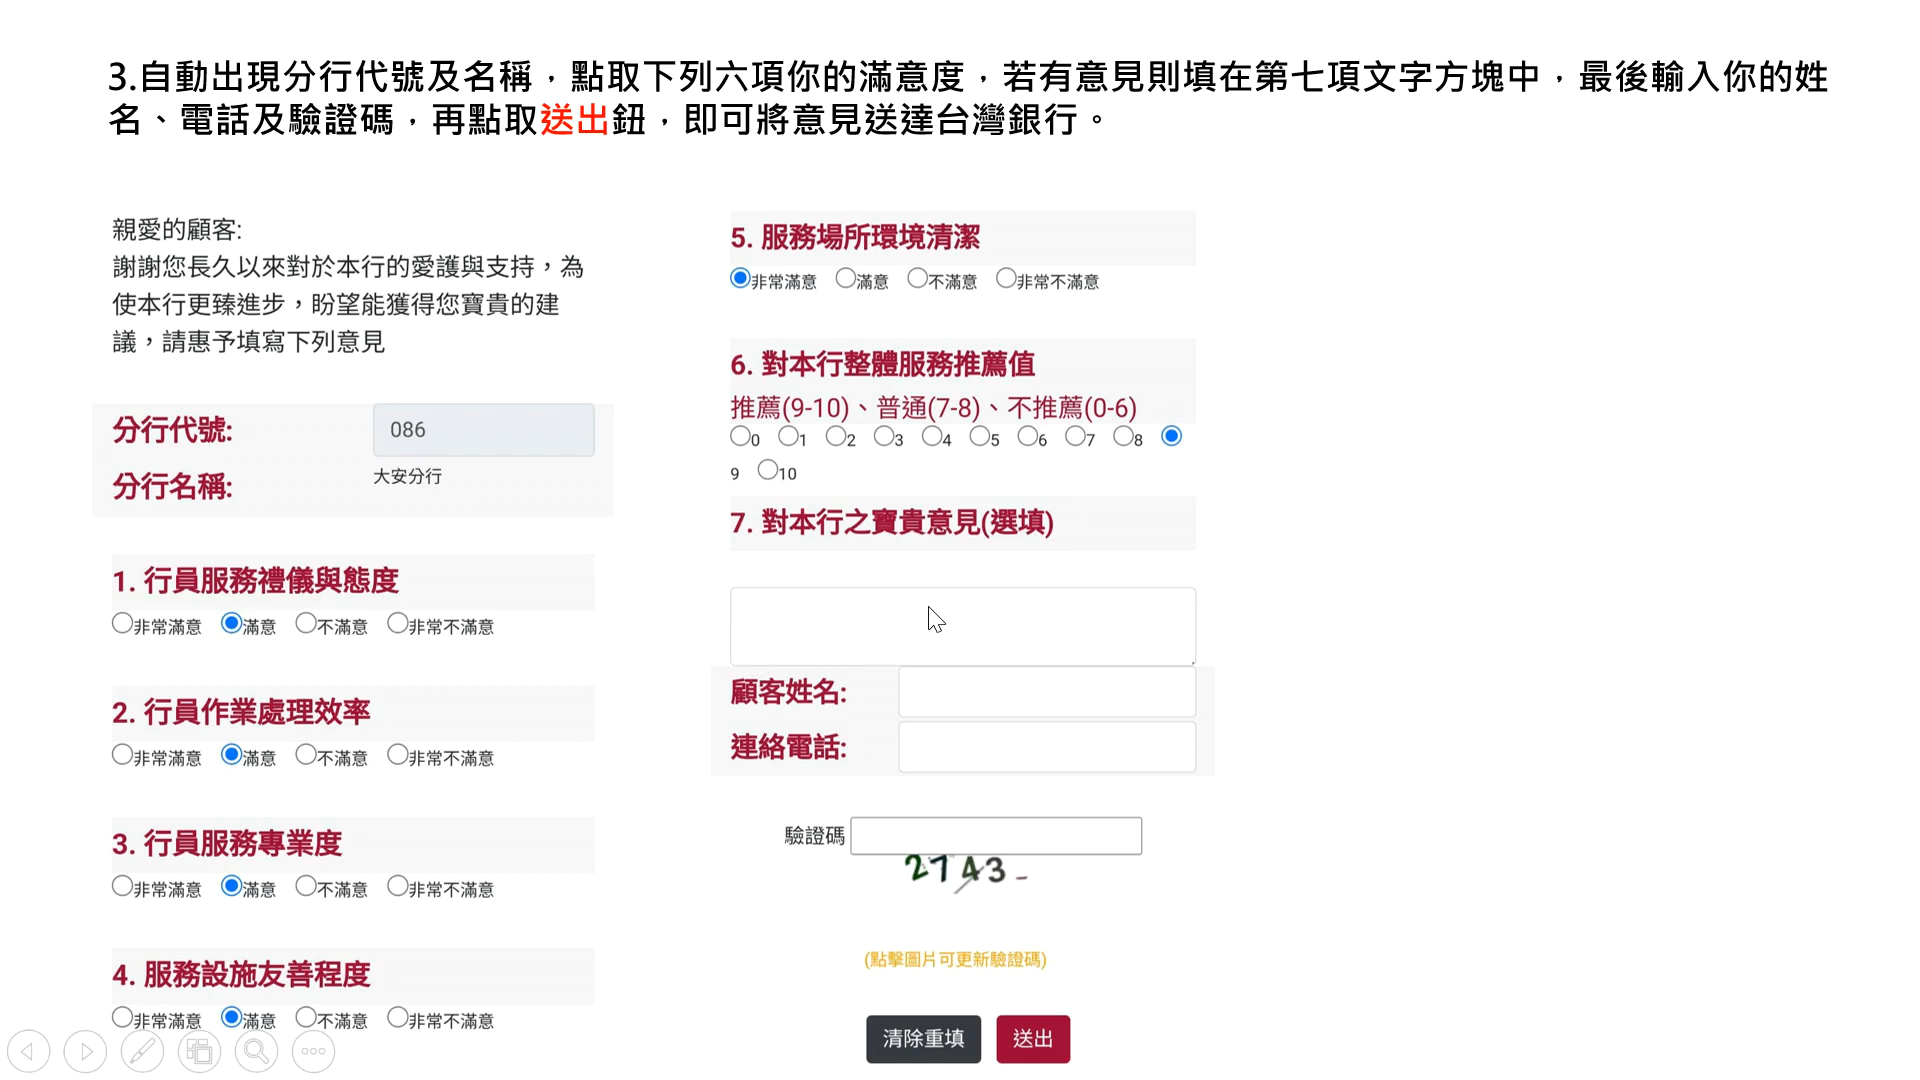 3.自動出現分行代號及名稱，點取下列六項你的滿意度，若有意見則填在第七項文字方塊中，最後輸入你的姓
名、電話及驗證碼，再點取送出鈕，即可將意見送達台灣銀行。
親愛的顧客:
謝謝您長久以來對於本行的愛護與支持，為
使本行更臻進步，盼望能獲得您寶貴的建
議，請惠予填寫下列意見
分行代號: 086
分行名稱: 大安分行
1. 行員服務禮儀與態度
非常滿意 滿意 不滿意 非常不滿意
2. 行員作業處理效率
非常滿意 滿意 不滿意 非常不滿意
3. 行員服務專業度
非常滿意 滿意 不滿意 非常不滿意
4. 服務設施友善程度
非常滿意 滿意 不滿意 非常不滿意
5. 服務場所環境清潔
非常滿意 滿意 不滿意 非常不滿意
6. 對本行整體服務推薦值
推薦(9-10)、普通(7-8)、不推薦(0-6)
0 1 2 3 4 5 6 7 8
9 10
7. 對本行之寶貴意見(選填)
顧客姓名:
連絡電話:
驗證碼
2743
(點擊圖片可更新驗證碼)
清除重填 送出